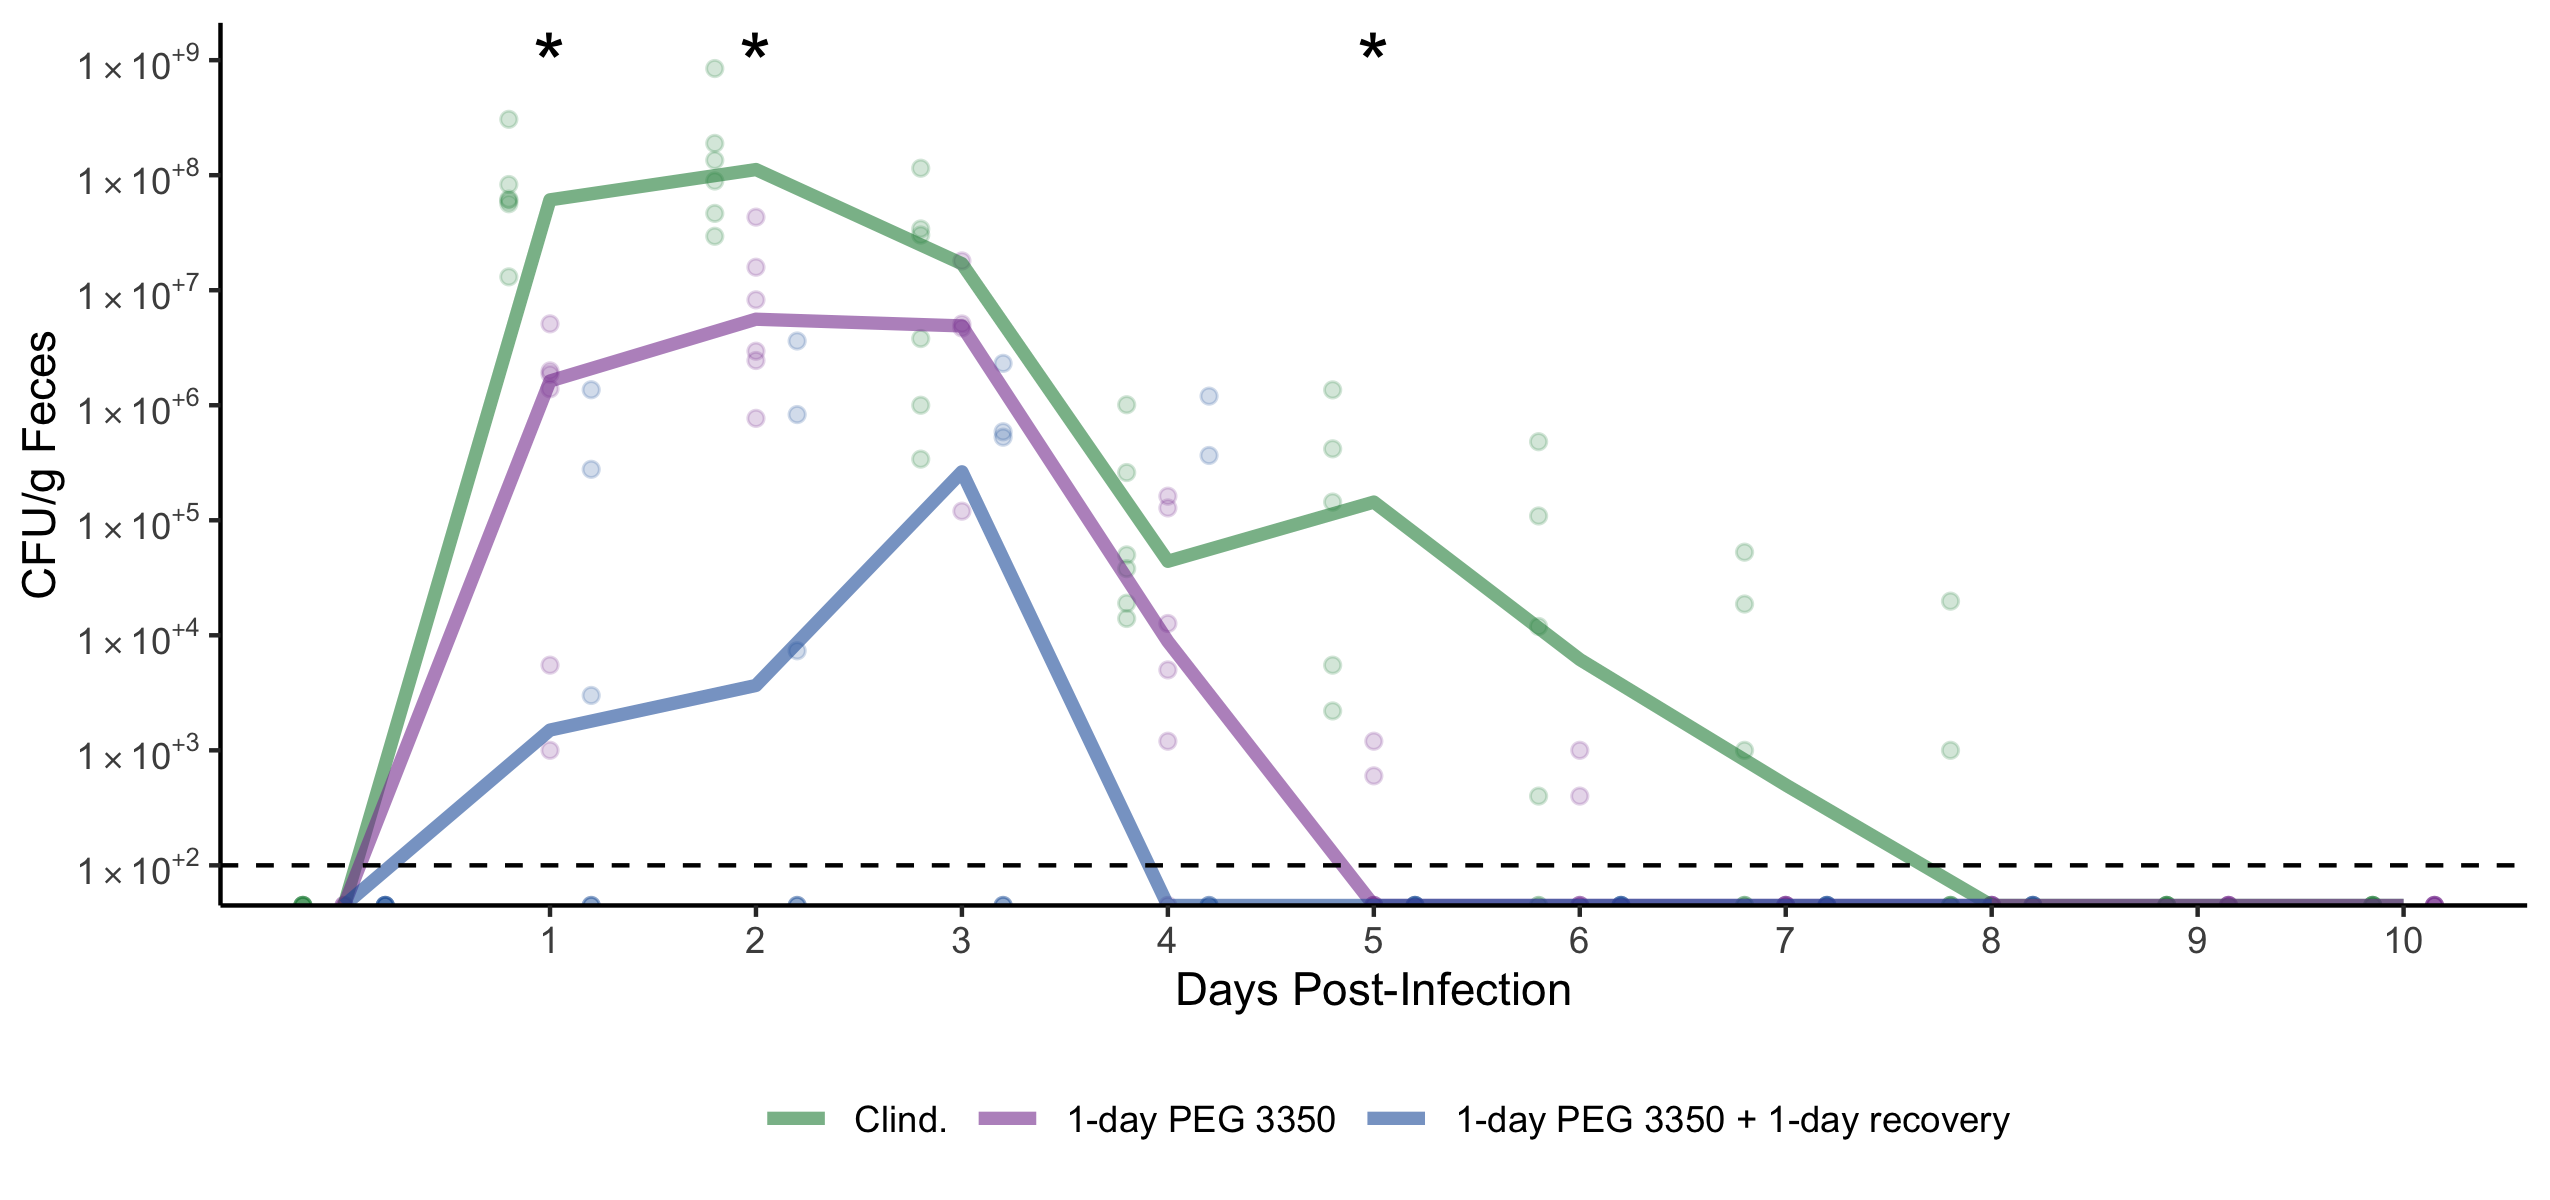 * * *
1×10+9
1×10+8
1×10+7
1×10+6
1×10+5
1×10+4
1×10+3
1×10+2
CFU/g Feces
1 2 3 4 5 6 7 8 9 10
Days Post-Infection
Clind. 1-day PEG 3350 1-day PEG 3350 + 1-day recovery